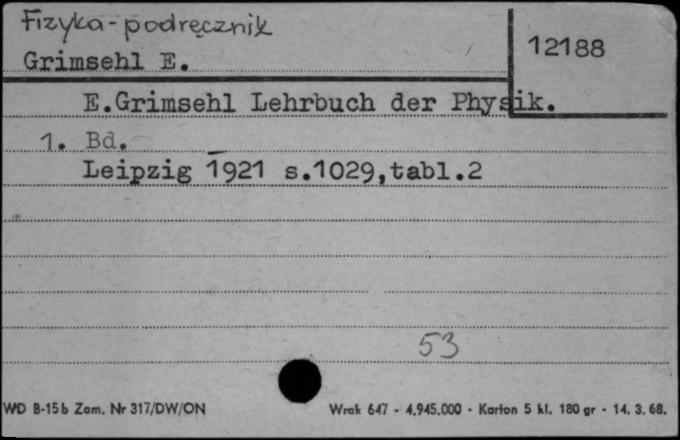 Fizyka-podręcznik
12188
Grimsehl E.
E.Grimsehl Lehrbuch der Physik.
1. Bd.
Leipzig 1921 s.1029,tabl.2
53
WD B-15b Zam. Nr 317/DW/ON Wrak 647 - 4.945.000 - Karton 5 kl. 180 gr - 14. 3. 68.